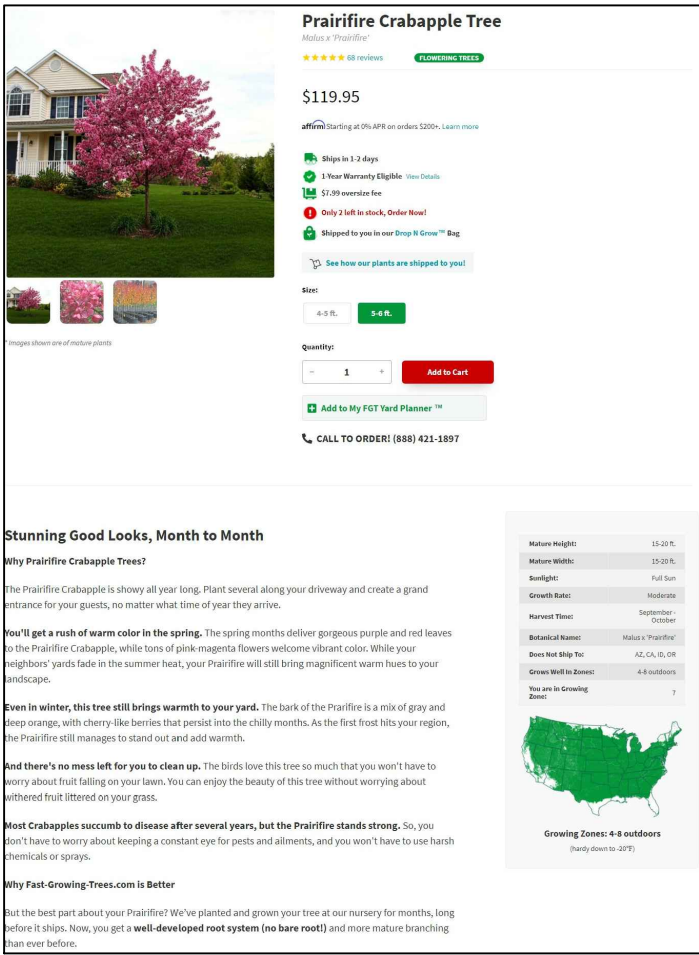 Prairifire Crabapple Tree
Malus x 'Prairifire'
68 reviews
FLOWERING TREES
$119.95
affirm Starting at 0% APR on orders $200+. Learn more
Ships in 1-2 days
1-Year Warranty Eligible View Details
$7.99 oversize fee
Only 2 left in stock, Order Now!
Shipped to you in our Drop N Grow™ Bag
See how our plants are shipped to you!
Size:
4-5 ft. 5-6 ft.
* Images shown are of mature plants
Quantity:
− 1 +
Add to Cart
Add to My FGT Yard Planner ™
CALL TO ORDER! (888) 421-1897
Stunning Good Looks, Month to Month
Why Prairifire Crabapple Trees?
The Prairifire Crabapple is showy all year long. Plant several along your driveway and create a grand
entrance for your guests, no matter what time of year they arrive.
You'll get a rush of warm color in the spring. The spring months deliver gorgeous purple and red leaves
to the Prairifire Crabapple, while tons of pink-magenta flowers welcome vibrant color. While your
neighbors' yards fade in the summer heat, your Prairifire will still bring magnificent warm hues to your
landscape.
Even in winter, this tree still brings warmth to your yard. The bark of the Prarifire is a mix of gray and
deep orange, with cherry-like berries that persist into the chilly months. As the first frost hits your region,
the Prairifire still manages to stand out and add warmth.
And there's no mess left for you to clean up. The birds love this tree so much that you won't have to
worry about fruit falling on your lawn. You can enjoy the beauty of this tree without worrying about
withered fruit littered on your grass.
Most Crabapples succumb to disease after several years, but the Prairifire stands strong. So, you
don't have to worry about keeping a constant eye for pests and ailments, and you won't have to use harsh
chemicals or sprays.
Why Fast-Growing-Trees.com is Better
But the best part about your Prairifire? We've planted and grown your tree at our nursery for months, long
before it ships. Now, you get a well-developed root system (no bare root!) and more mature branching
than ever before.
Mature Height: 15-20 ft.
Mature Width: 15-20 ft.
Sunlight: Full Sun
Growth Rate: Moderate
Harvest Time: September -
October
Botanical Name: Malus x 'Prairifire'
Does Not Ship To: AZ, CA, ID, OR
Grows Well In Zones: 4-8 outdoors
You are in Growing
Zone: 7
Growing Zones: 4-8 outdoors
(hardy down to -20°F)